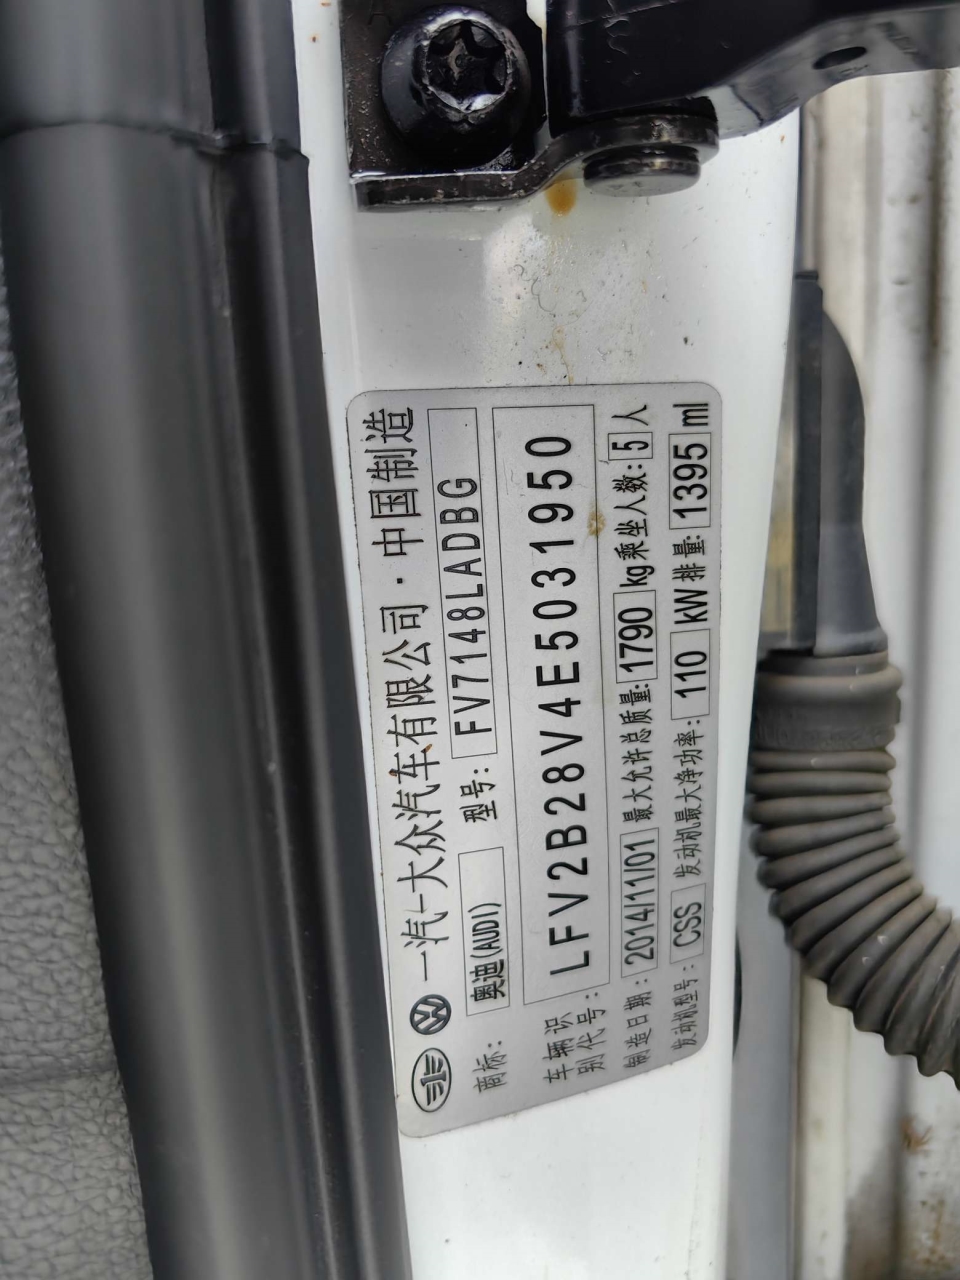 一汽-大众汽车有限公司·中国制造
商标: 奥迪(AUDI) 型号: FV7148LADBG
车辆识别代号: LFV2B28V4E5031950
制造日期: 2014/11/01 最大允许总质量: 1790 kg 乘坐人数: 5 人
发动机型号: CSS 发动机最大净功率: 110 kW 排量: 1395 ml